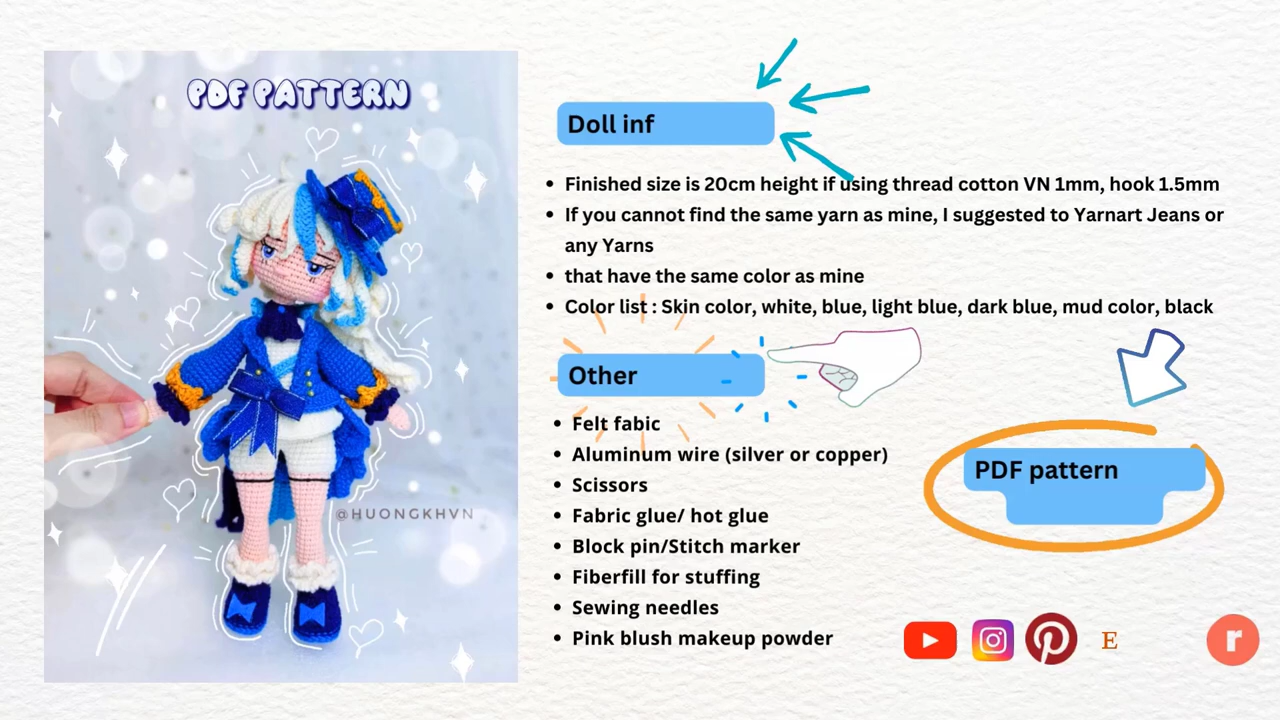 PDF PATTERN
@HUONGKHVN
Doll inf
• Finished size is 20cm height if using thread cotton VN 1mm, hook 1.5mm
• If you cannot find the same yarn as mine, I suggested to Yarnart Jeans or
any Yarns
• that have the same color as mine
• Color list : Skin color, white, blue, light blue, dark blue, mud color, black
Other
• Felt fabic
• Aluminum wire (silver or copper)
• Scissors
• Fabric glue/ hot glue
• Block pin/Stitch marker
• Fiberfill for stuffing
• Sewing needles
• Pink blush makeup powder
PDF pattern
E
r